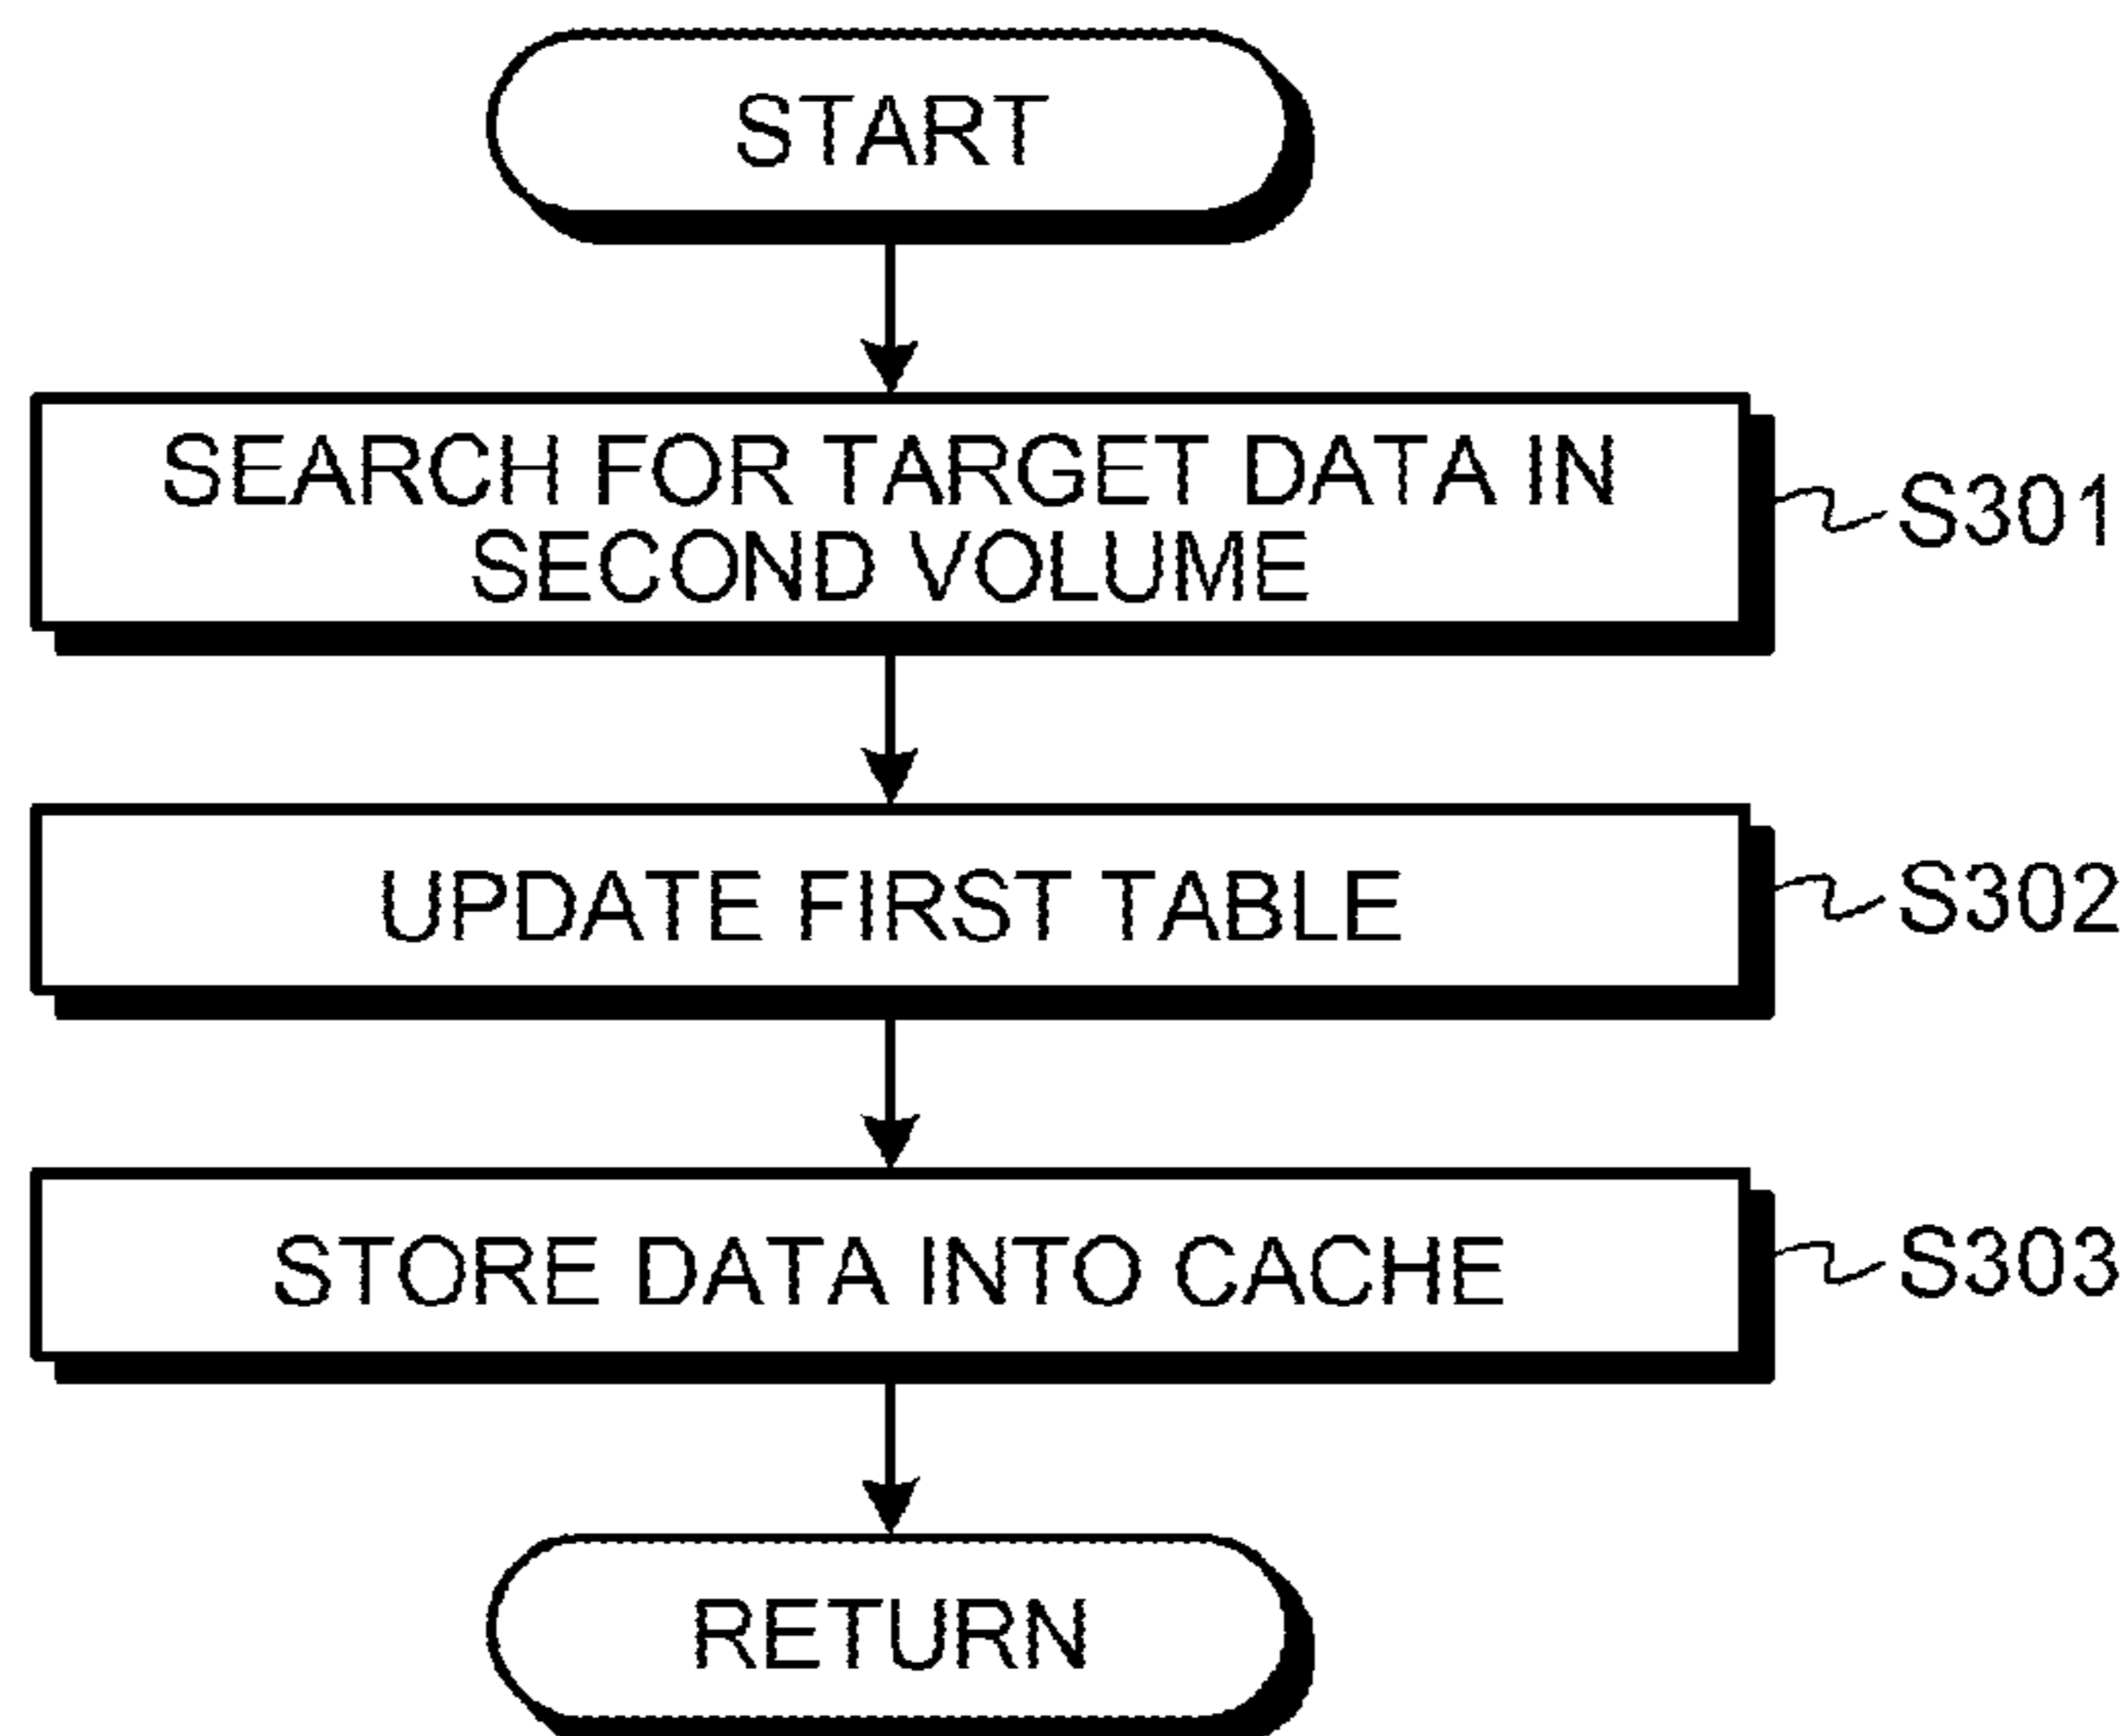 START
SEARCH FOR TARGET DATA IN
SECOND VOLUME
S301
UPDATE FIRST TABLE
S302
STORE DATA INTO CACHE
S303
RETURN